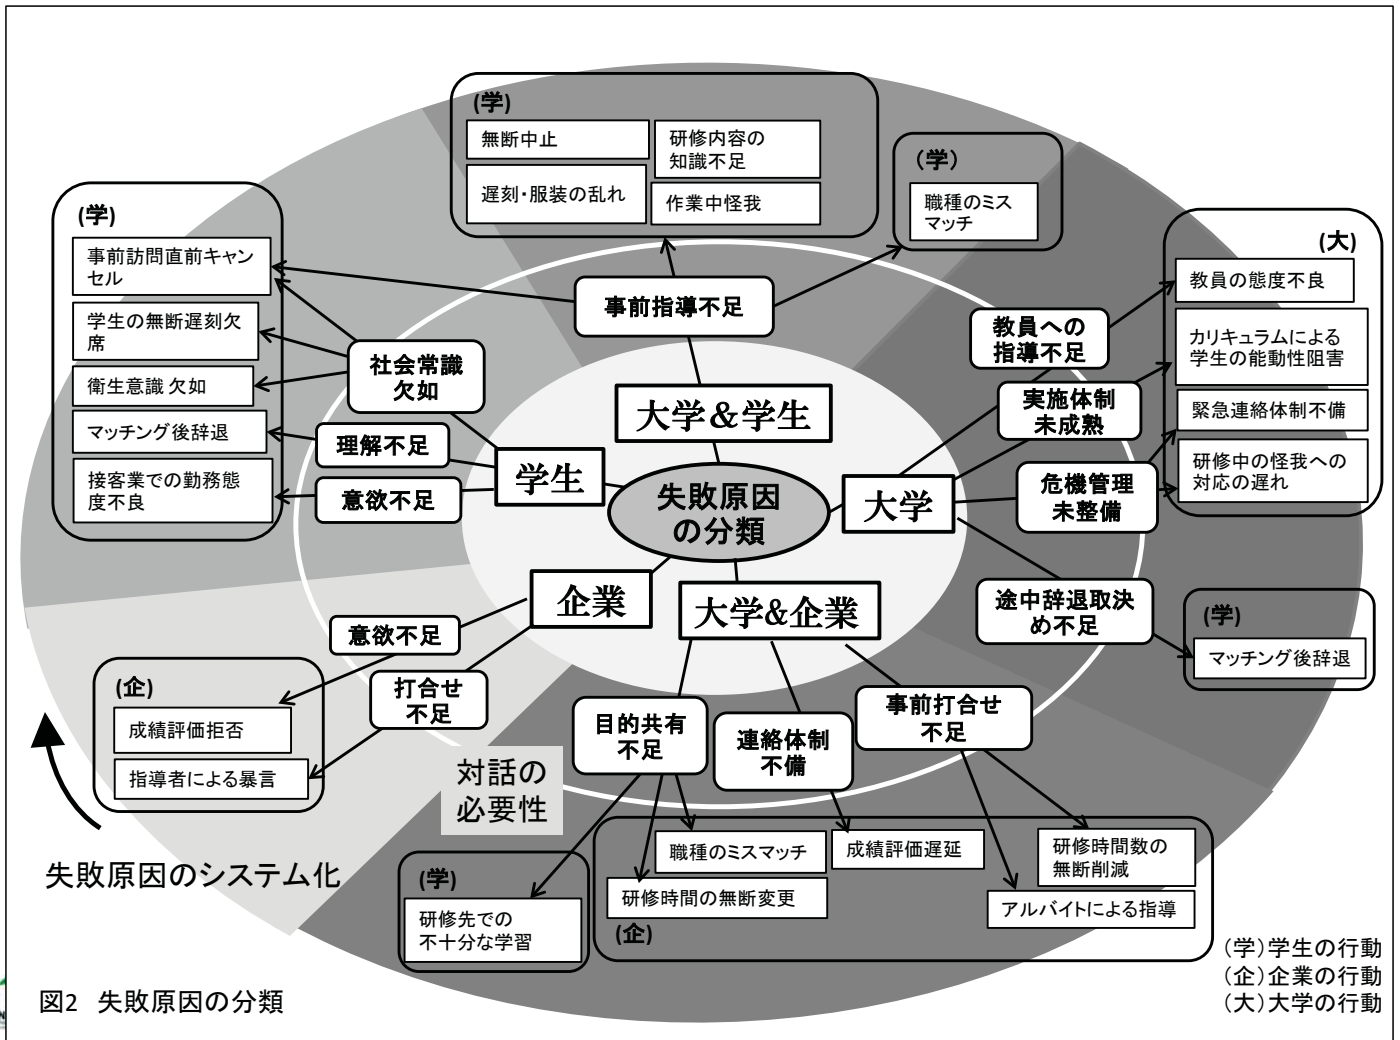 (学)
無断中止
研修内容の
知識不足
遅刻・服装の乱れ
作業中怪我
(学)
職種のミス
マッチ
(学)
事前訪問直前キャン
セル
学生の無断遅刻欠
席
衛生意識 欠如
マッチング後辞退
接客業での勤務態
度不良
(大)
教員の態度不良
カリキュラムによる
学生の能動性阻害
緊急連絡体制不備
研修中の怪我への
対応の遅れ
事前指導不足
教員への
指導不足
社会常識
欠如
実施体制
未成熟
理解不足
意欲不足
危機管理
未整備
大学&学生
学生
失敗原因
の分類
大学
企業
大学&企業
途中辞退取決
め不足
(学)
マッチング後辞退
意欲不足
打合せ
不足
(企)
成績評価拒否
指導者による暴言
目的共有
不足
連絡体制
不備
事前打合せ
不足
対話の
必要性
失敗原因のシステム化
(学)
研修先での
不十分な学習
職種のミスマッチ
成績評価遅延
研修時間数の
無断削減
研修時間の無断変更
アルバイトによる指導
(企)
(学)学生の行動
(企)企業の行動
(大)大学の行動
図2 失敗原因の分類